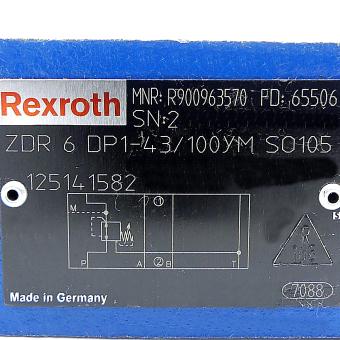 Rexroth
MNR: R900963570 FD: 65506
SN:2
ZDR 6 DP1-43/100YM SO105
125141582
①
M
P A ② B T
Made in Germany
7088